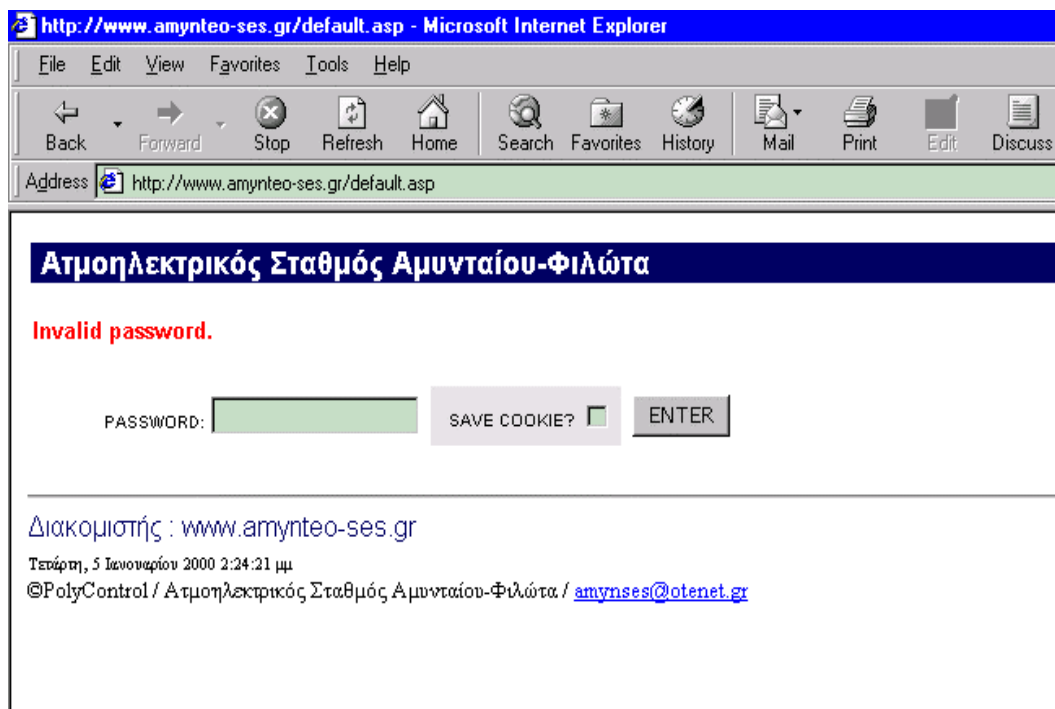 http://www.amynteo-ses.gr/default.asp - Microsoft Internet Explorer
File Edit View Favorites Tools Help
Back Forward Stop Refresh Home Search Favorites History Mail Print Edit Discuss
Address http://www.amynteo-ses.gr/default.asp
Ατμοηλεκτρικός Σταθμός Αμυνταίου-Φιλώτα
Invalid password.
PASSWORD: SAVE COOKIE? ENTER
Διακομιστής : www.amynteo-ses.gr
Τετάρτη, 5 Ιανουαρίου 2000 2:24:21 μμ
©PolyControl / Ατμοηλεκτρικός Σταθμός Αμυνταίου-Φιλώτα / amynses@otenet.gr